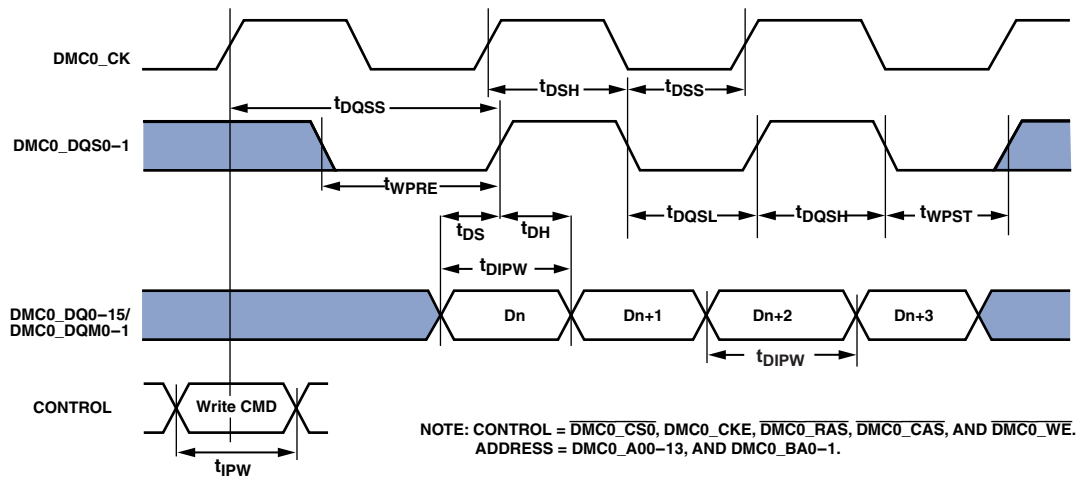 DMC0_CK
tDSH
tDSS
tDQSS
DMC0_DQS0–1
tWPRE
tDS
tDH
tDQSL
tDQSH
tWPST
tDIPW
DMC0_DQ0–15/
DMC0_DQM0–1
Dn
Dn+1
Dn+2
Dn+3
tDIPW
CONTROL
Write CMD
tIPW
NOTE: CONTROL = DMC0_CS0, DMC0_CKE, DMC0_RAS, DMC0_CAS, AND DMC0_WE.
ADDRESS = DMC0_A00–13, AND DMC0_BA0–1.